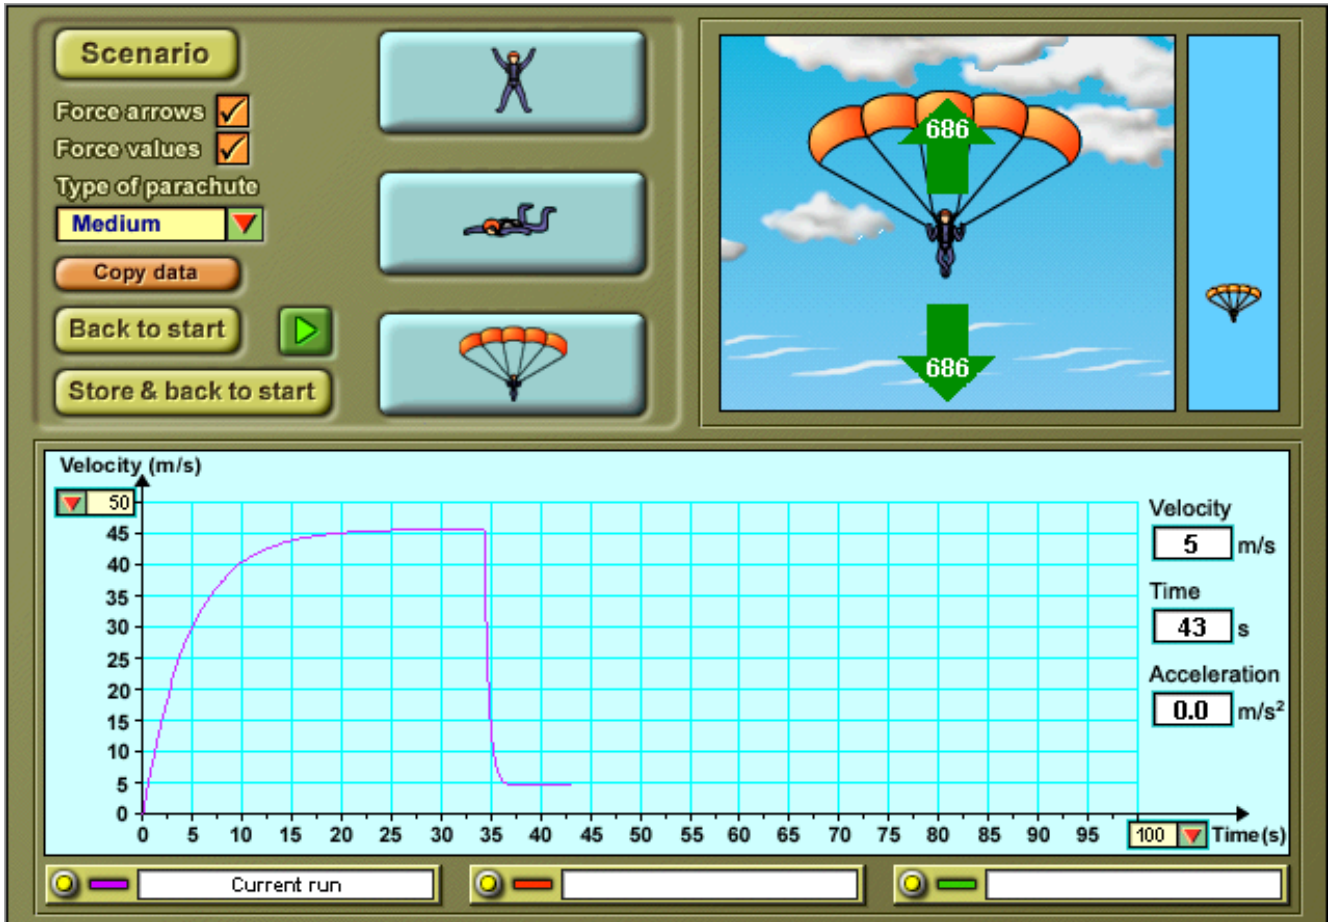 Scenario
Force arrows
Force values
Type of parachute
Medium
Copy data
Back to start
Store & back to start
686
686
Velocity (m/s)
50
45
40
35
30
25
20
15
10
5
0
0 5 10 15 20 25 30 35 40 45 50 55 60 65 70 75 80 85 90 95 100 Time(s)
Velocity
5 m/s
Time
43 s
Acceleration
0.0 m/s²
Current run